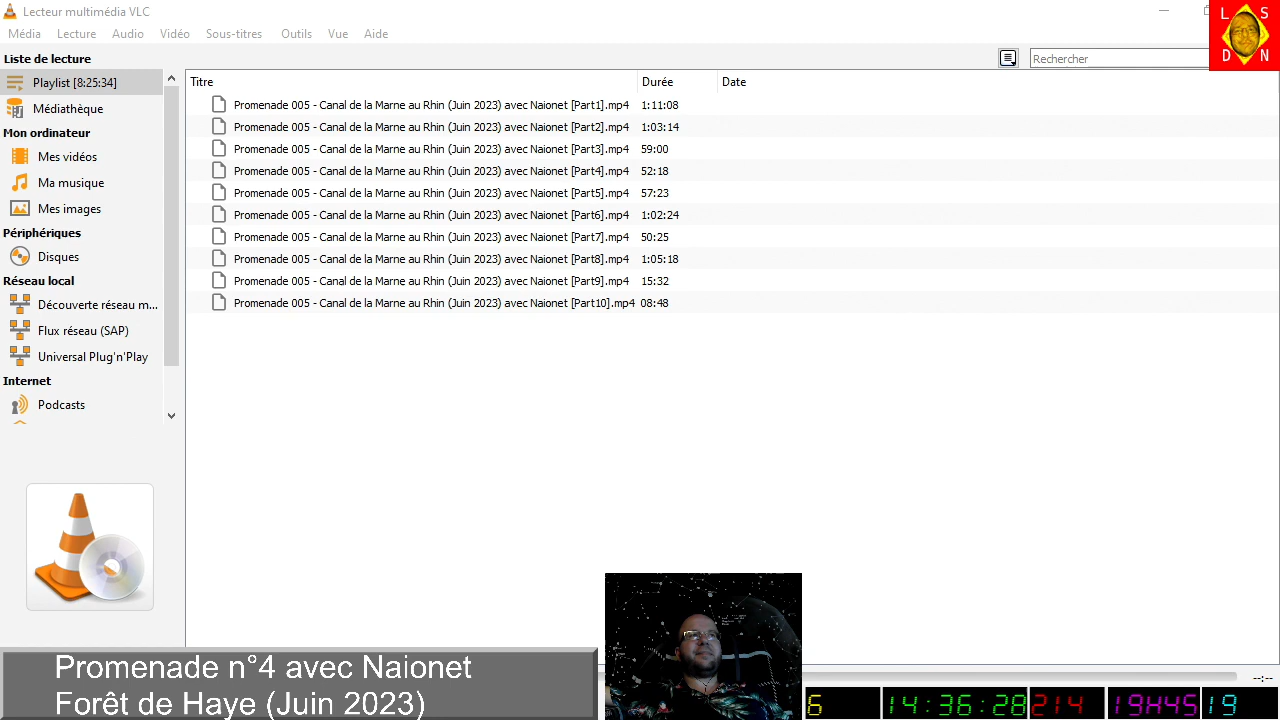 Lecteur multimédia VLC
L S
D N
Média Lecture Audio Vidéo Sous-titres Outils Vue Aide
Liste de lecture
Rechercher
Playlist [8:25:34]
Médiathèque
Mon ordinateur
Mes vidéos
Ma musique
Mes images
Périphériques
Disques
Réseau local
Découverte réseau m...
Flux réseau (SAP)
Universal Plug'n'Play
Internet
Podcasts
Titre Durée Date
Promenade 005 - Canal de la Marne au Rhin (Juin 2023) avec Naionet [Part1].mp4 1:11:08
Promenade 005 - Canal de la Marne au Rhin (Juin 2023) avec Naionet [Part2].mp4 1:03:14
Promenade 005 - Canal de la Marne au Rhin (Juin 2023) avec Naionet [Part3].mp4 59:00
Promenade 005 - Canal de la Marne au Rhin (Juin 2023) avec Naionet [Part4].mp4 52:18
Promenade 005 - Canal de la Marne au Rhin (Juin 2023) avec Naionet [Part5].mp4 57:23
Promenade 005 - Canal de la Marne au Rhin (Juin 2023) avec Naionet [Part6].mp4 1:02:24
Promenade 005 - Canal de la Marne au Rhin (Juin 2023) avec Naionet [Part7].mp4 50:25
Promenade 005 - Canal de la Marne au Rhin (Juin 2023) avec Naionet [Part8].mp4 1:05:18
Promenade 005 - Canal de la Marne au Rhin (Juin 2023) avec Naionet [Part9].mp4 15:32
Promenade 005 - Canal de la Marne au Rhin (Juin 2023) avec Naionet [Part10].mp4 08:48
Promenade n°4 avec Naionet
Forêt de Haye (Juin 2023)
--:--
6 14:36:28 214 19H45 19